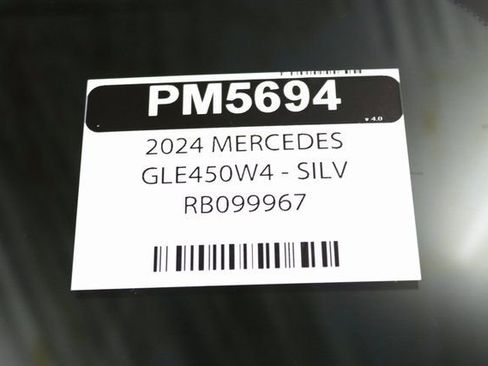 PM5694
v 4.0
2024 MERCEDES
GLE450W4 - SILV
RB099967